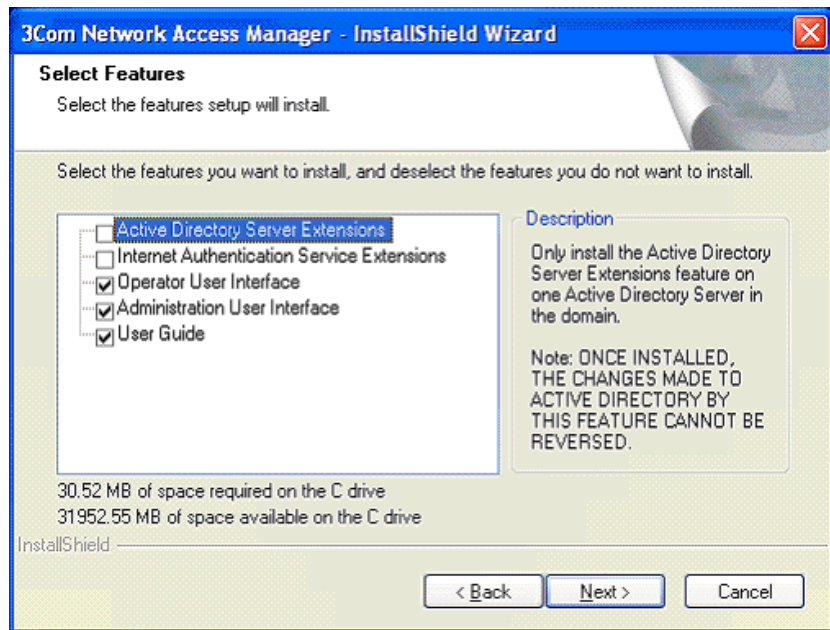 3Com Network Access Manager - InstallShield Wizard
Select Features
Select the features setup will install.
Select the features you want to install, and deselect the features you do not want to install.
Active Directory Server Extensions
Internet Authentication Service Extensions
Operator User Interface
Administration User Interface
User Guide
Description
Only install the Active Directory
Server Extensions feature on
one Active Directory Server in
the domain.
Note: ONCE INSTALLED,
THE CHANGES MADE TO
ACTIVE DIRECTORY BY
THIS FEATURE CANNOT BE
REVERSED.
30.52 MB of space required on the C drive
31952.55 MB of space available on the C drive
InstallShield
< Back
Next >
Cancel